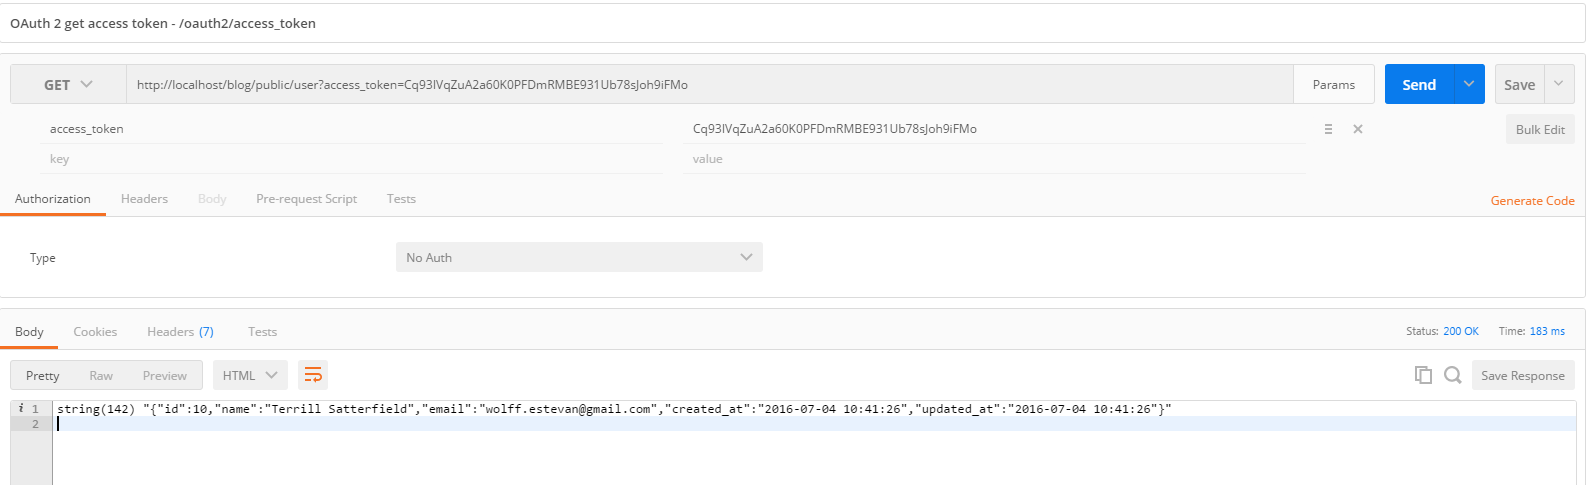 OAuth 2 get access token - /oauth2/access_token
GET http://localhost/blog/public/user?access_token=Cq93IVqZuA2a60K0PFDmRMBE931Ub78sJoh9iFMo Params Send Save
access_token Cq93IVqZuA2a60K0PFDmRMBE931Ub78sJoh9iFMo Bulk Edit
key value
Authorization Headers Body Pre-request Script Tests Generate Code
Type No Auth
Body Cookies Headers (7) Tests Status: 200 OK Time: 183 ms
Pretty Raw Preview HTML Save Response
i 1 string(142) "{"id":10,"name":"Terrill Satterfield","email":"wolff.estevan@gmail.com","created_at":"2016-07-04 10:41:26","updated_at":"2016-07-04 10:41:26"}"
2